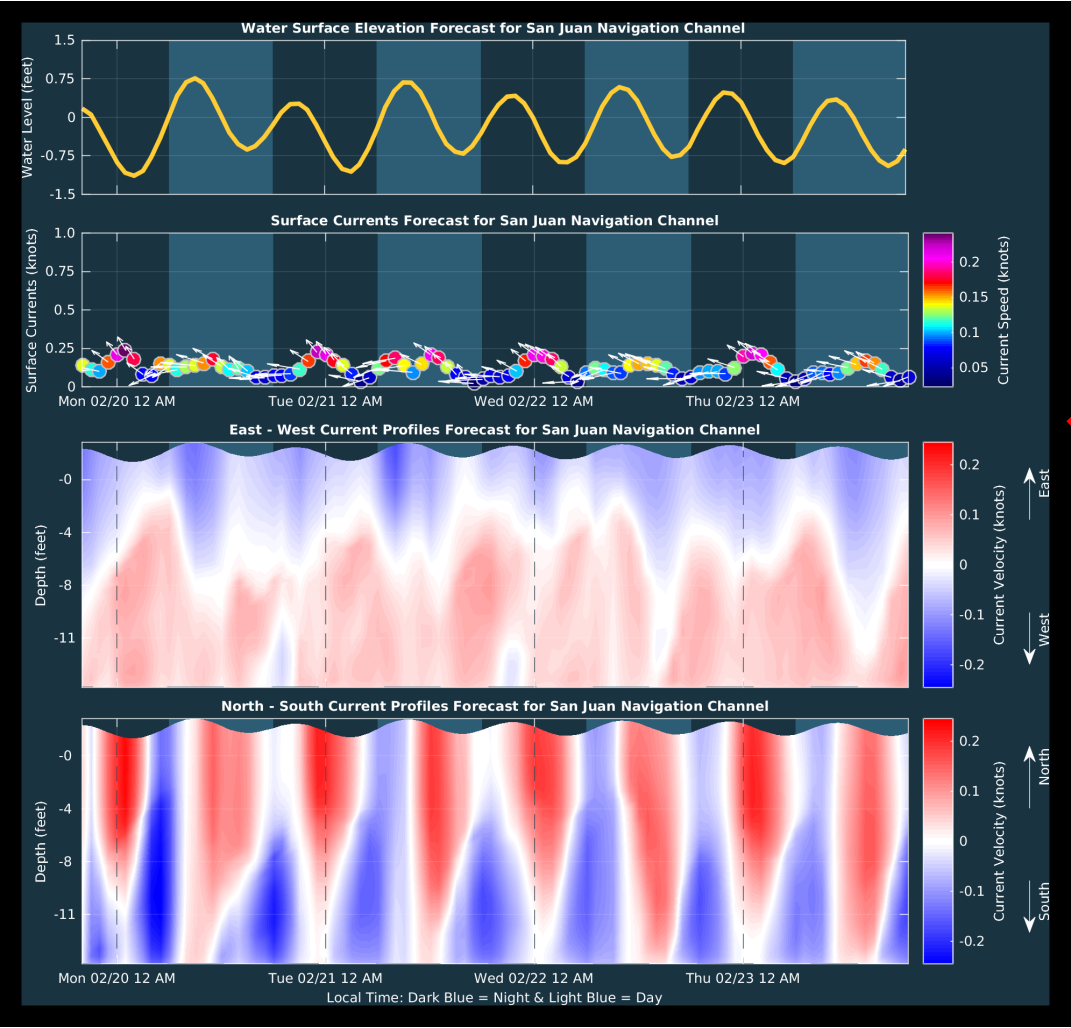 Water Surface Elevation Forecast for San Juan Navigation Channel
Water Level (feet)
1.5
0.75
0
-0.75
-1.5
Surface Currents Forecast for San Juan Navigation Channel
Surface Currents (knots)
1.0
0.75
0.5
0.25
0
Mon 02/20 12 AM
Tue 02/21 12 AM
Wed 02/22 12 AM
Thu 02/23 12 AM
0.2
0.15
0.1
0.05
Current Speed (knots)
East - West Current Profiles Forecast for San Juan Navigation Channel
Depth (feet)
-0
-4
-8
-11
0.2
0.1
0
-0.1
-0.2
Current Velocity (knots)
East
West
North - South Current Profiles Forecast for San Juan Navigation Channel
Depth (feet)
-0
-4
-8
-11
Mon 02/20 12 AM
Tue 02/21 12 AM
Wed 02/22 12 AM
Thu 02/23 12 AM
0.2
0.1
0
-0.1
-0.2
Current Velocity (knots)
North
South
Local Time: Dark Blue = Night & Light Blue = Day